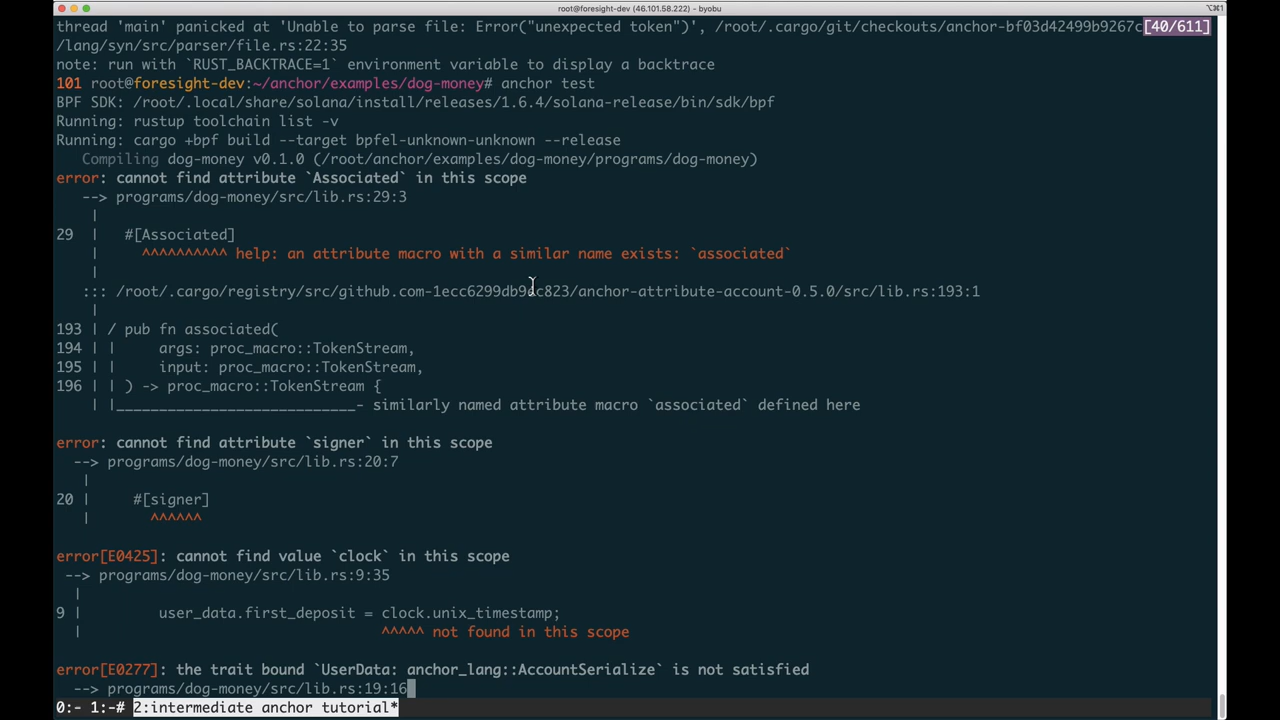 root@foresight-dev (46.101.58.222) - byobu
⌥⌘1
thread 'main' panicked at 'Unable to parse file: Error("unexpected token")', /root/.cargo/git/checkouts/anchor-bf03d42499b9267c[40/611]
/lang/syn/src/parser/file.rs:22:35
note: run with `RUST_BACKTRACE=1` environment variable to display a backtrace
101 root@foresight-dev:~/anchor/examples/dog-money# anchor test
BPF SDK: /root/.local/share/solana/install/releases/1.6.4/solana-release/bin/sdk/bpf
Running: rustup toolchain list -v
Running: cargo +bpf build --target bpfel-unknown-unknown --release
   Compiling dog-money v0.1.0 (/root/anchor/examples/dog-money/programs/dog-money)
error: cannot find attribute `Associated` in this scope
  --> programs/dog-money/src/lib.rs:29:3
    |
29  |   #[Associated]
    |     ^^^^^^^^^^ help: an attribute macro with a similar name exists: `associated`
    |
   ::: /root/.cargo/registry/src/github.com-1ecc6299db9ec823/anchor-attribute-account-0.5.0/src/lib.rs:193:1
    |
193 | / pub fn associated(
194 | |     args: proc_macro::TokenStream,
195 | |     input: proc_macro::TokenStream,
196 | | ) -> proc_macro::TokenStream {
    | |____________________________- similarly named attribute macro `associated` defined here

error: cannot find attribute `signer` in this scope
  --> programs/dog-money/src/lib.rs:20:7
   |
20 |     #[signer]
   |       ^^^^^^

error[E0425]: cannot find value `clock` in this scope
 --> programs/dog-money/src/lib.rs:9:35
  |
9 |         user_data.first_deposit = clock.unix_timestamp;
  |                                   ^^^^^ not found in this scope

error[E0277]: the trait bound `UserData: anchor_lang::AccountSerialize` is not satisfied
  --> programs/dog-money/src/lib.rs:19:16
0:- 1:-# 2:intermediate anchor tutorial*